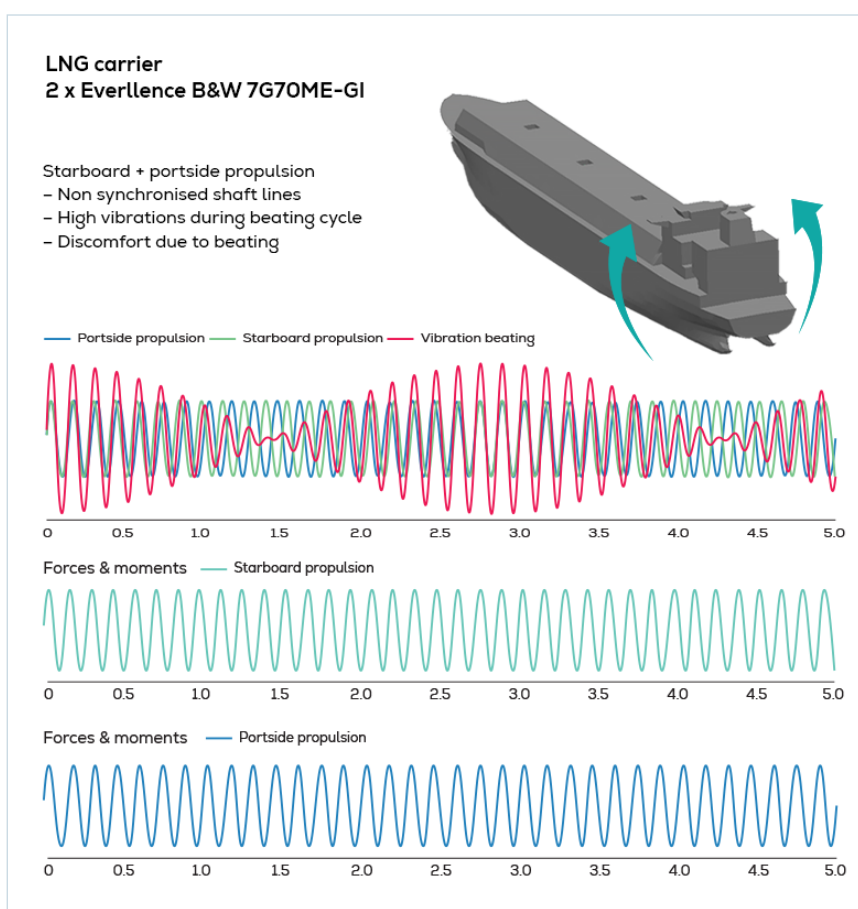 LNG carrier
2 x Everllence B&W 7G70ME-GI
Starboard + portside propulsion
– Non synchronised shaft lines
– High vibrations during beating cycle
– Discomfort due to beating
Portside propulsion Starboard propulsion Vibration beating
0 0.5 1.0 1.5 2.0 2.5 3.0 3.5 4.0 4.5 5.0
Forces & moments Starboard propulsion
0 0.5 1.0 1.5 2.0 2.5 3.0 3.5 4.0 4.5 5.0
Forces & moments Portside propulsion
0 0.5 1.0 1.5 2.0 2.5 3.0 3.5 4.0 4.5 5.0